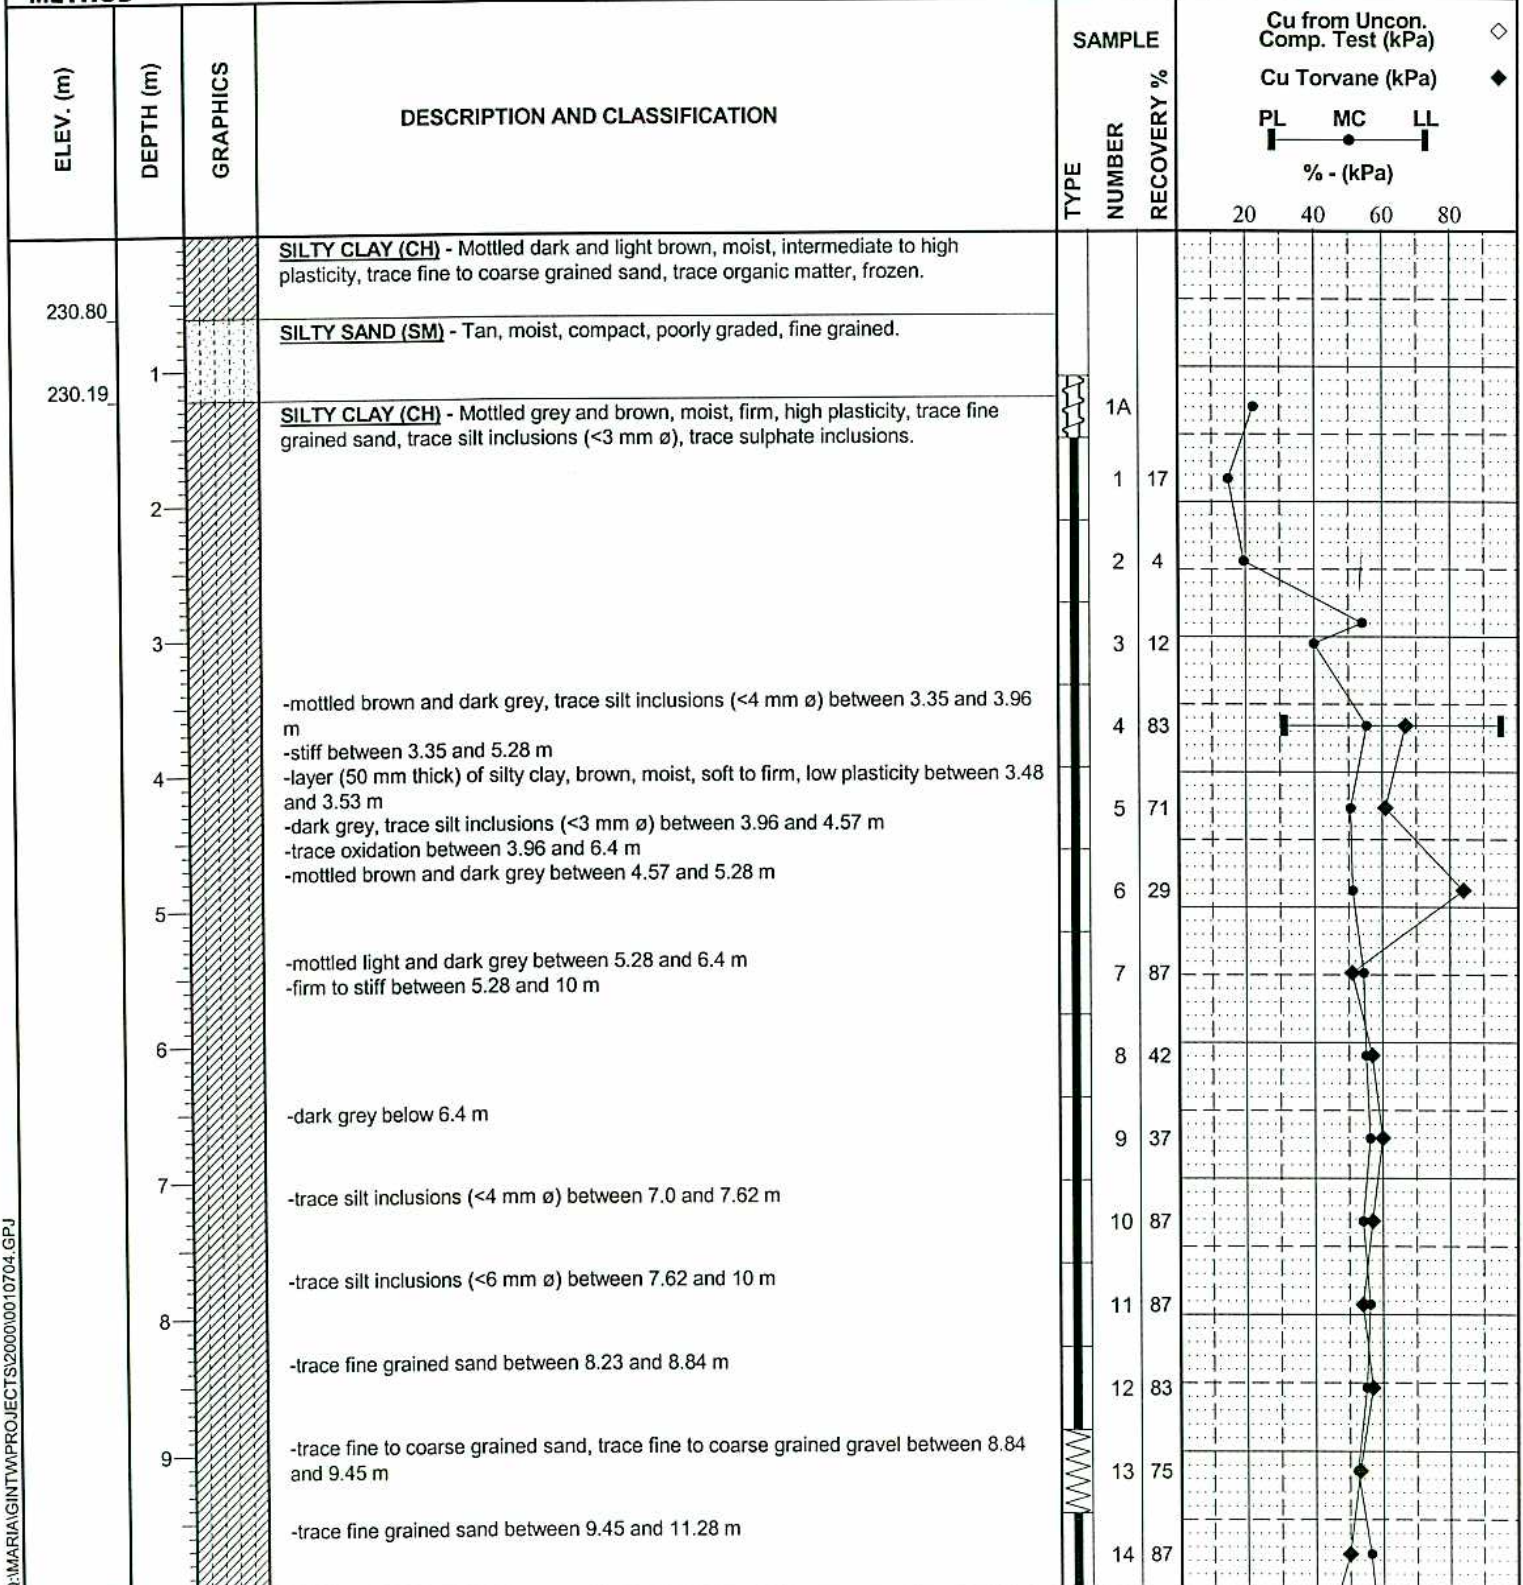 ELEV. (m)
DEPTH (m)
GRAPHICS
DESCRIPTION AND CLASSIFICATION
SAMPLE
TYPE
NUMBER
RECOVERY %
Cu from Uncon.
Comp. Test (kPa)
Cu Torvane (kPa)
PL MC LL
% - (kPa)
20 40 60 80
SILTY CLAY (CH) - Mottled dark and light brown, moist, intermediate to high
plasticity, trace fine to coarse grained sand, trace organic matter, frozen.
230.80
SILTY SAND (SM) - Tan, moist, compact, poorly graded, fine grained.
1
230.19
SILTY CLAY (CH) - Mottled grey and brown, moist, firm, high plasticity, trace fine
grained sand, trace silt inclusions (<3 mm ø), trace sulphate inclusions.
1A
1 17
2
2 4
3
3 12
-mottled brown and dark grey, trace silt inclusions (<4 mm ø) between 3.35 and 3.96
m
4 83
-stiff between 3.35 and 5.28 m
-layer (50 mm thick) of silty clay, brown, moist, soft to firm, low plasticity between 3.48
and 3.53 m
4
5 71
-dark grey, trace silt inclusions (<3 mm ø) between 3.96 and 4.57 m
-trace oxidation between 3.96 and 6.4 m
-mottled brown and dark grey between 4.57 and 5.28 m
6 29
5
-mottled light and dark grey between 5.28 and 6.4 m
7 87
-firm to stiff between 5.28 and 10 m
6
8 42
-dark grey below 6.4 m
9 37
7
-trace silt inclusions (<4 mm ø) between 7.0 and 7.62 m
10 87
-trace silt inclusions (<6 mm ø) between 7.62 and 10 m
11 87
8
-trace fine grained sand between 8.23 and 8.84 m
12 83
-trace fine to coarse grained sand, trace fine to coarse grained gravel between 8.84
and 9.45 m
9
13 75
-trace fine grained sand between 9.45 and 11.28 m
14 87
:\MARIA\GINTW\PROJECTS\2000\0010704.GPJ